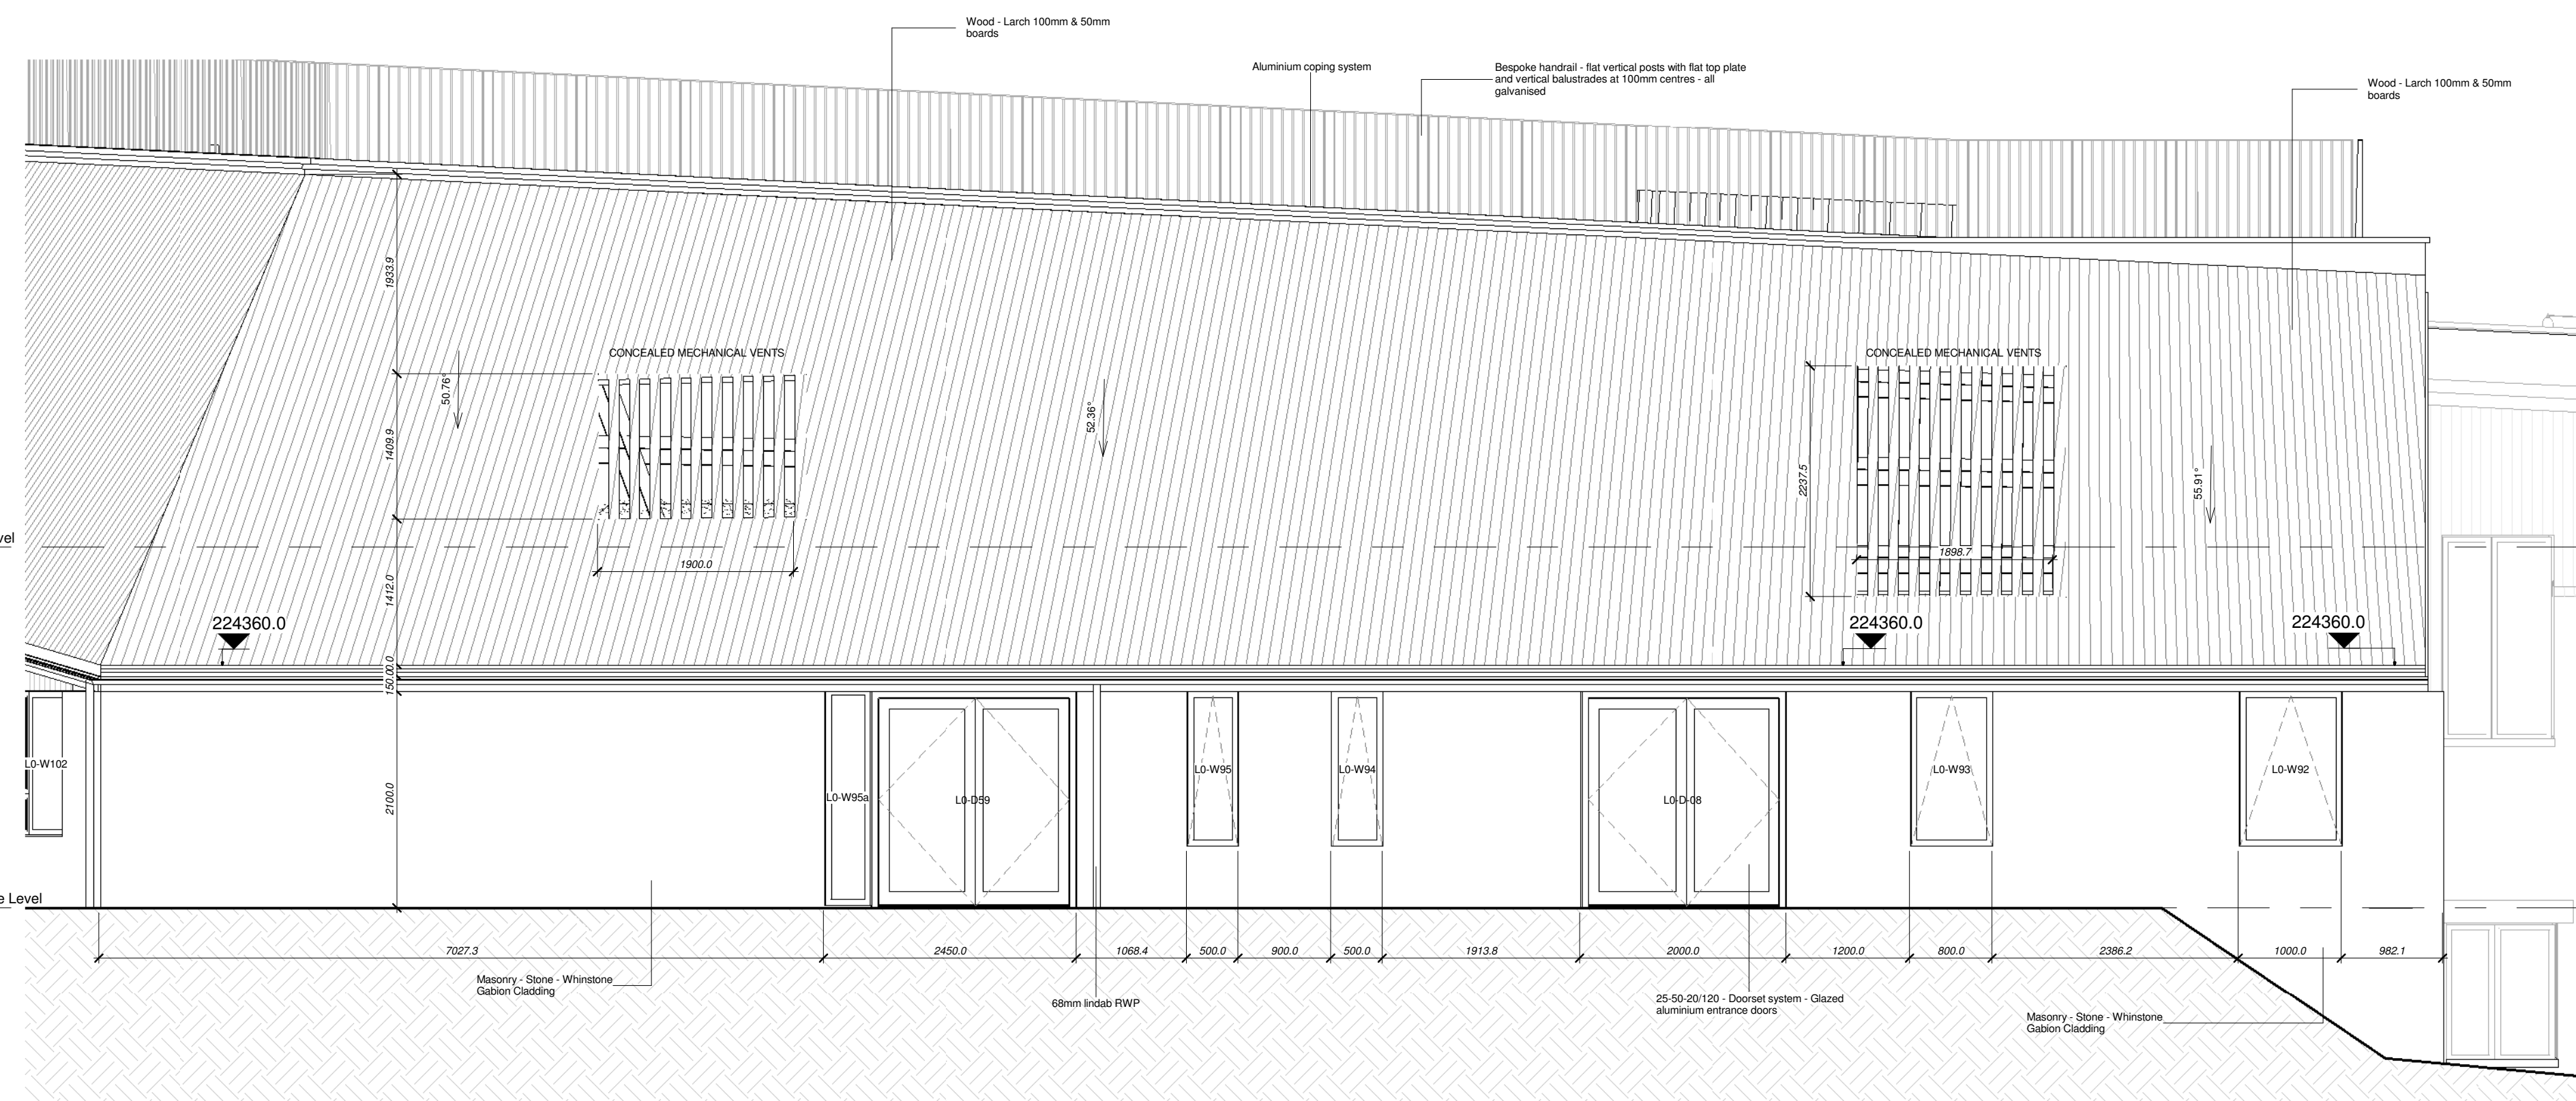 Wood - Larch 100mm & 50mm
boards
Aluminium coping system
Bespoke handrail - flat vertical posts with flat top plate
and vertical balustrades at 100mm centres - all
galvanised
Wood - Larch 100mm & 50mm
boards
1933.9
CONCEALED MECHANICAL VENTS
CONCEALED MECHANICAL VENTS
50.76°
52.36°
1409.9
2237.5
55.91°
vel
1900.0
1898.7
1412.0
224360.0
224360.0
224360.0
150.0
L0-W102
2100.0
L0-W95a
L0-D59
L0-W95
L0-W94
L0-D-08
L0-W93
L0-W92
e Level
7027.3
2450.0
1068.4
500.0
900.0
500.0
1913.8
2000.0
1200.0
800.0
2386.2
1000.0
982.1
Masonry - Stone - Whinstone
Gabion Cladding
68mm lindab RWP
25-50-20/120 - Doorset system - Glazed
aluminium entrance doors
Masonry - Stone - Whinstone
Gabion Cladding